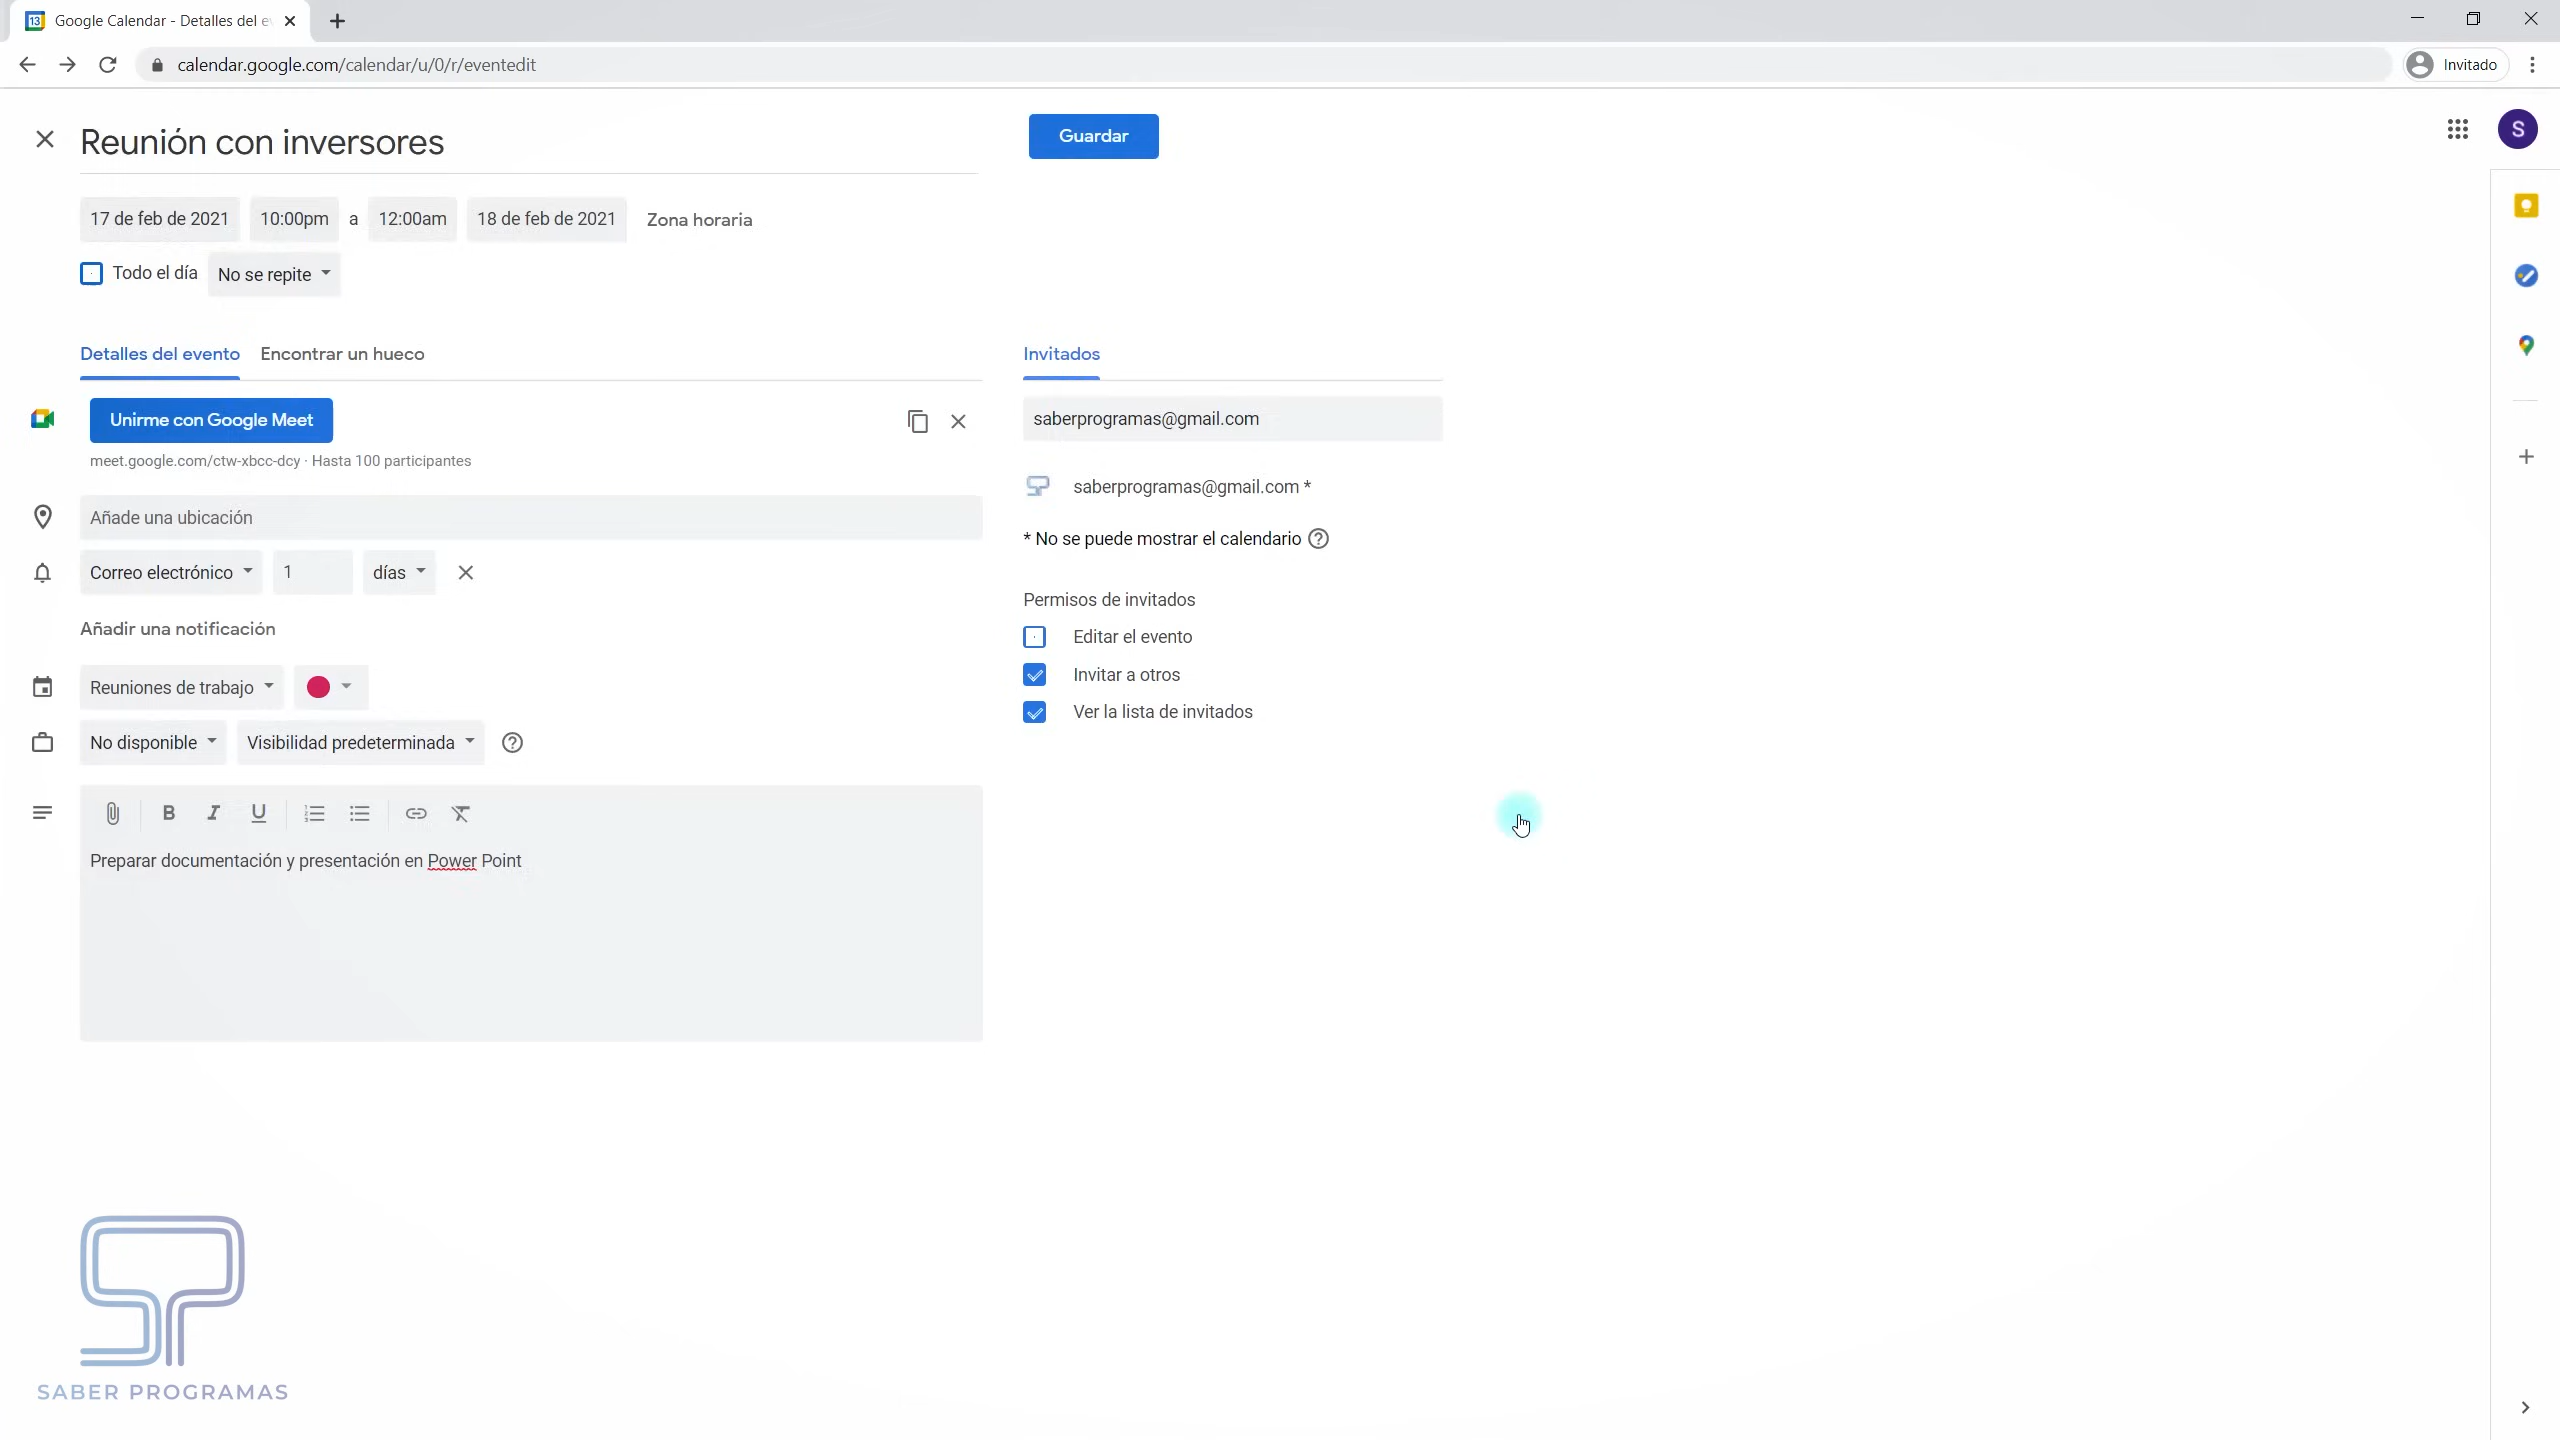 Google Calendar - Detalles del ev
calendar.google.com/calendar/u/0/r/eventedit
Invitado
Reunión con inversores
Guardar
S
17 de feb de 2021 10:00pm a 12:00am 18 de feb de 2021 Zona horaria
Todo el día No se repite
Detalles del evento Encontrar un hueco
Unirme con Google Meet
meet.google.com/ctw-xbcc-dcy · Hasta 100 participantes
Añade una ubicación
Correo electrónico 1 días
Añadir una notificación
Reuniones de trabajo
No disponible Visibilidad predeterminada
Preparar documentación y presentación en Power Point
Invitados
saberprogramas@gmail.com
saberprogramas@gmail.com *
* No se puede mostrar el calendario
Permisos de invitados
Editar el evento
Invitar a otros
Ver la lista de invitados
SABER PROGRAMAS